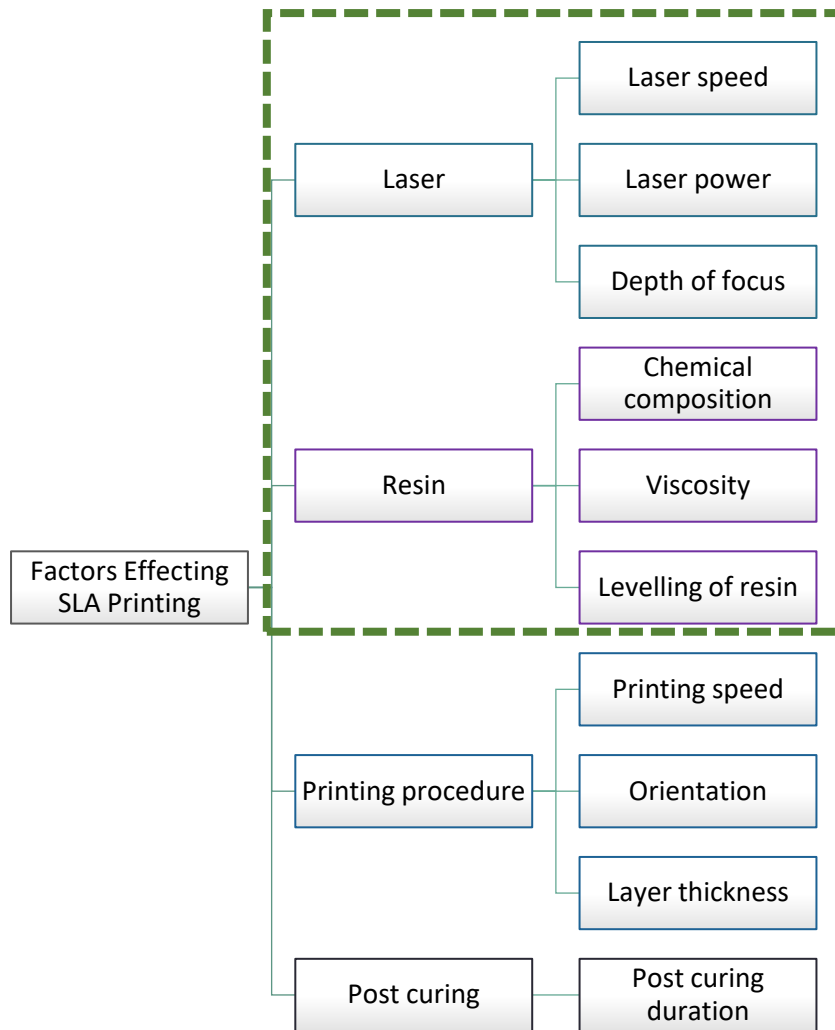 Factors Effecting
SLA Printing
Laser
Laser speed
Laser power
Depth of focus
Resin
Chemical
composition
Viscosity
Levelling of resin
Printing procedure
Printing speed
Orientation
Layer thickness
Post curing
Post curing
duration